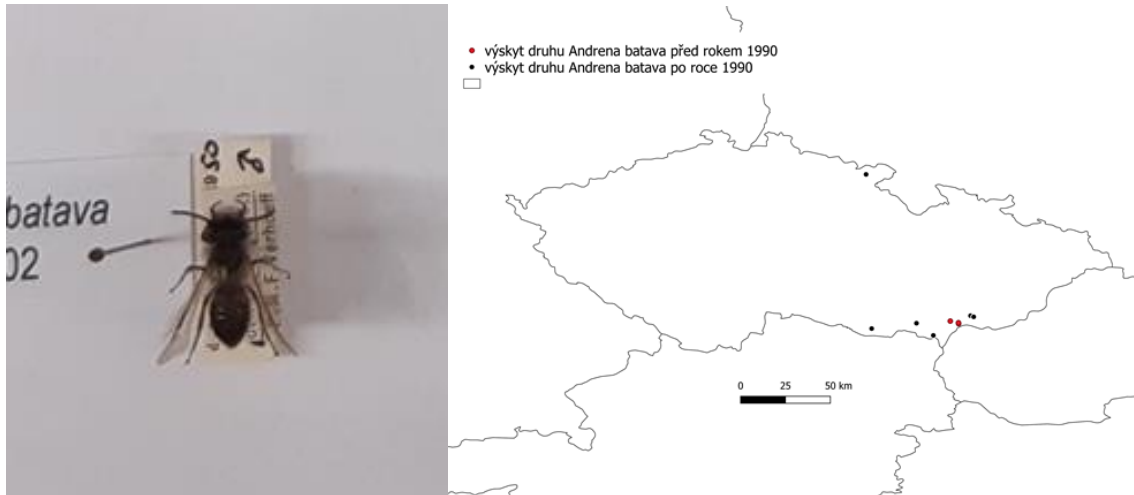 batava
02
výskyt druhu Andrena batava před rokem 1990
výskyt druhu Andrena batava po roce 1990
0 25 50 km